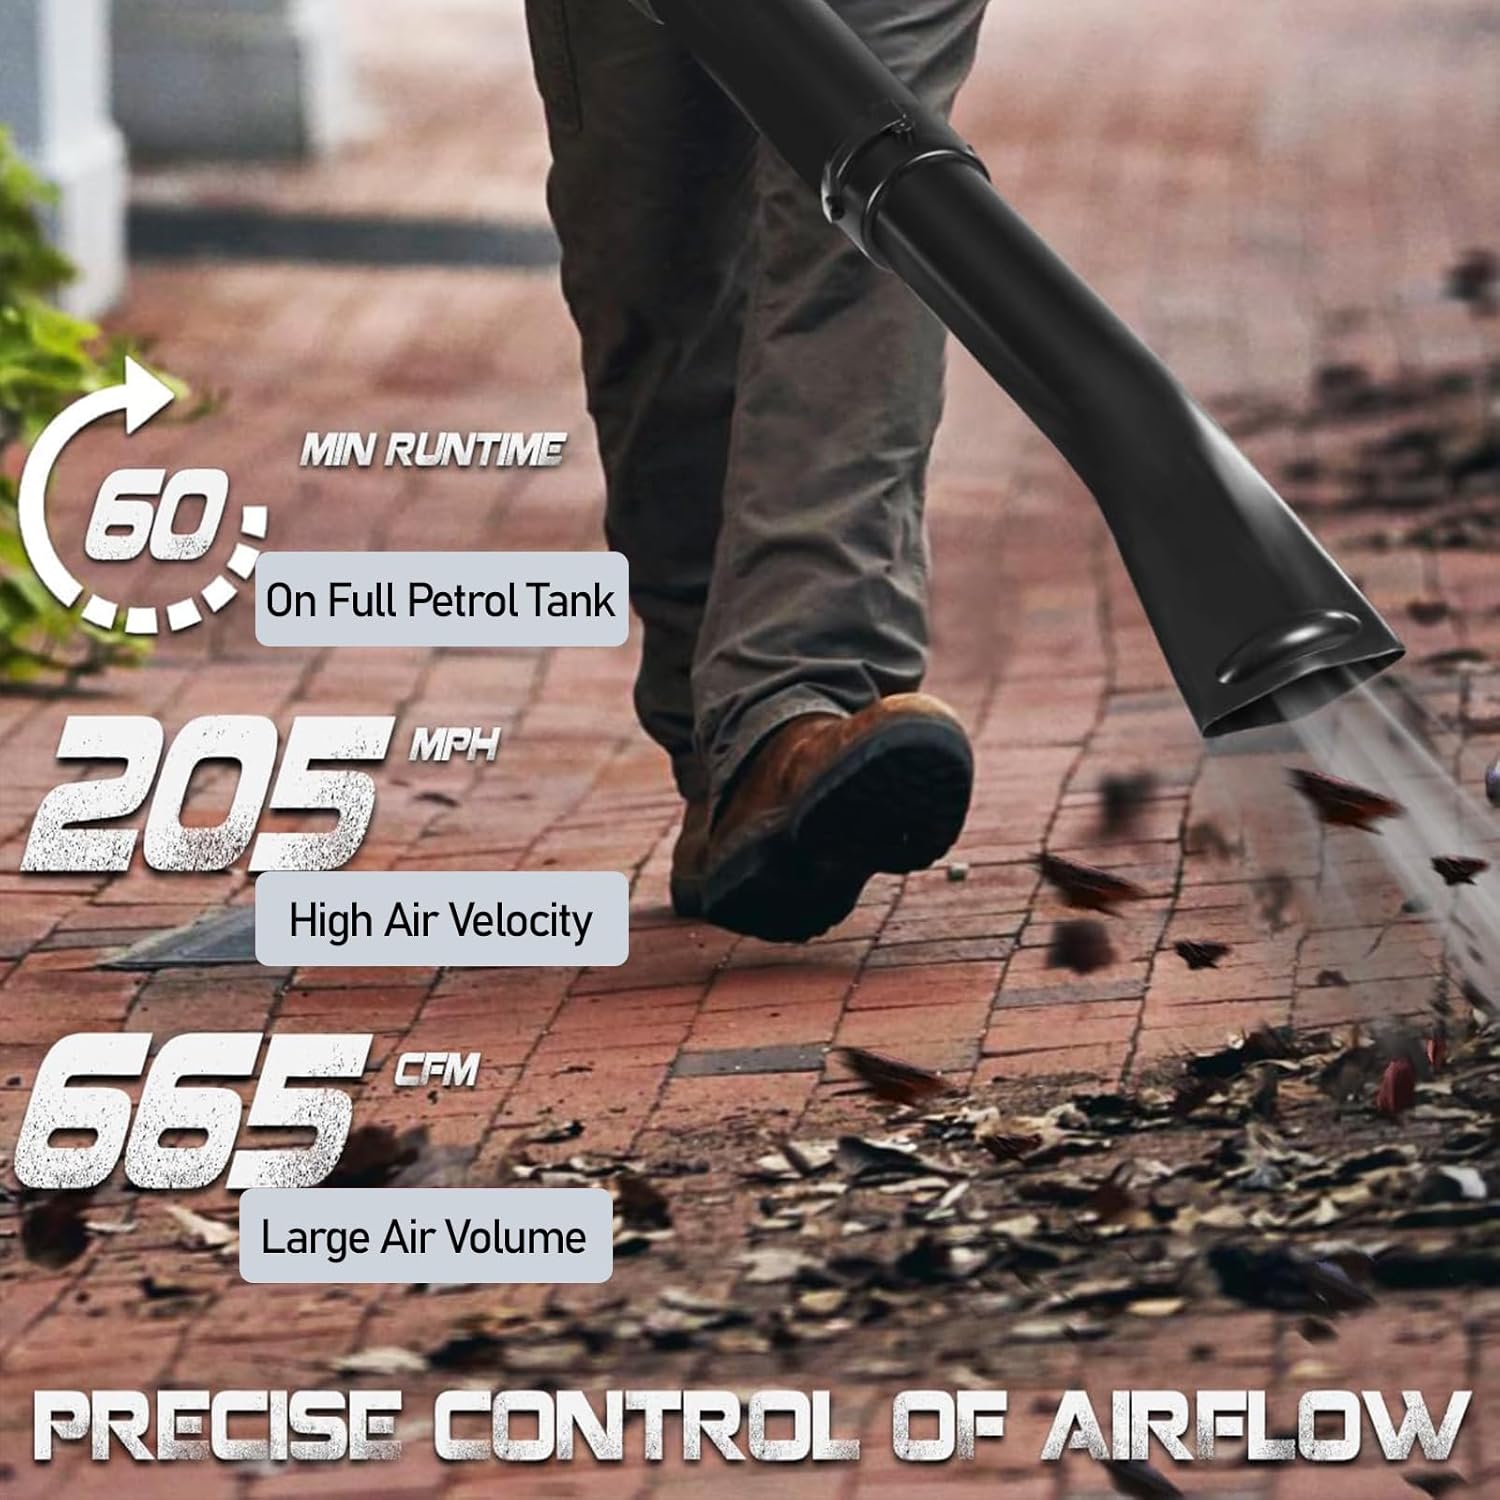 60 MIN RUNTIME
On Full Petrol Tank
205 MPH
High Air Velocity
665 CFM
Large Air Volume
PRECISE CONTROL OF AIRFLOW